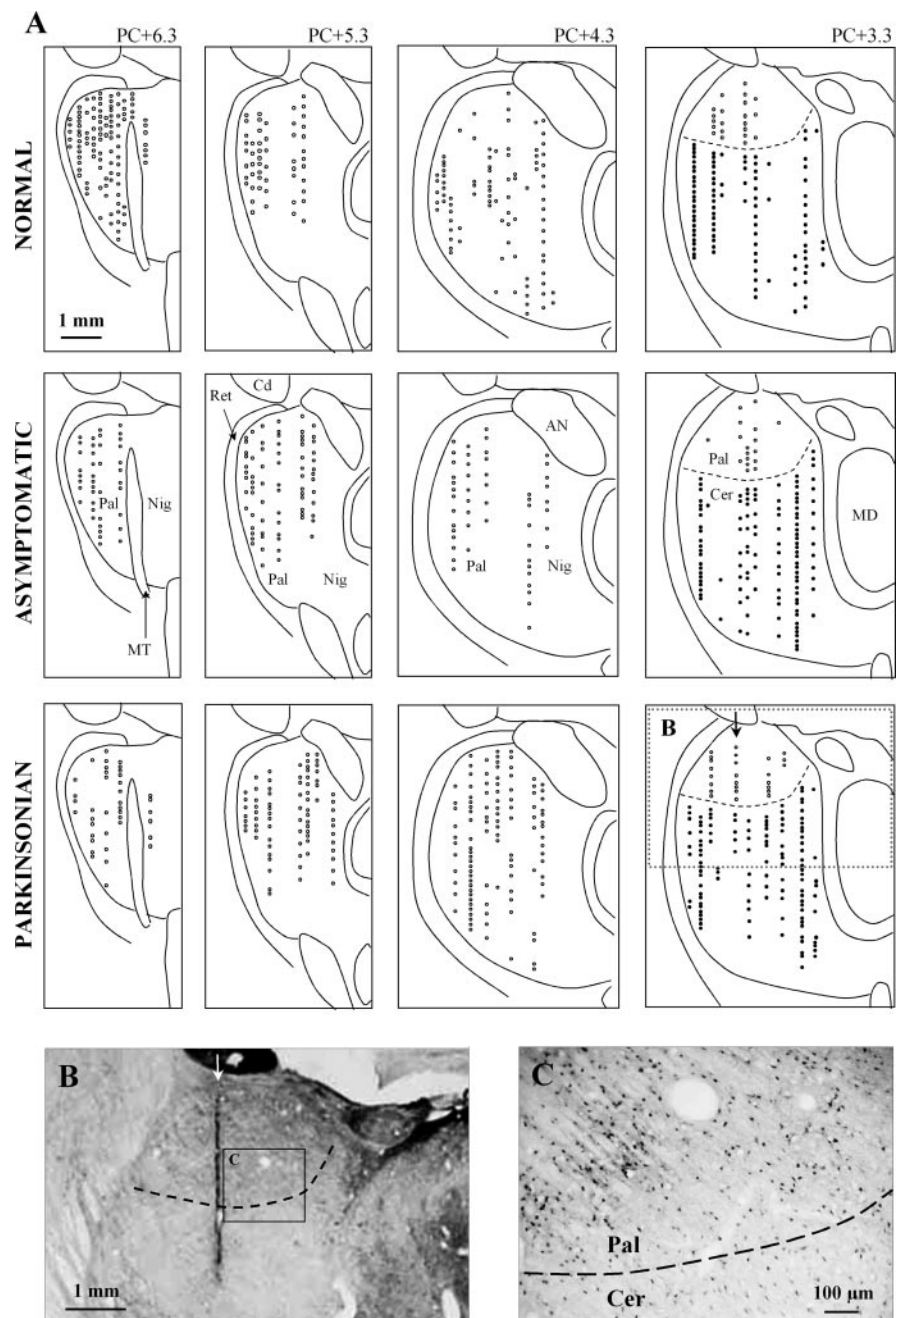 A
PC+6.3 PC+5.3 PC+4.3 PC+3.3
NORMAL
1 mm
ASYMPTOMATIC
Ret
Cd
AN
Pal
Nig
Pal
Nig
Pal
Nig
Pal
Cer
MD
MT
PARKINSONIAN
B
B
C
1 mm
C
Pal
Cer
100 µm